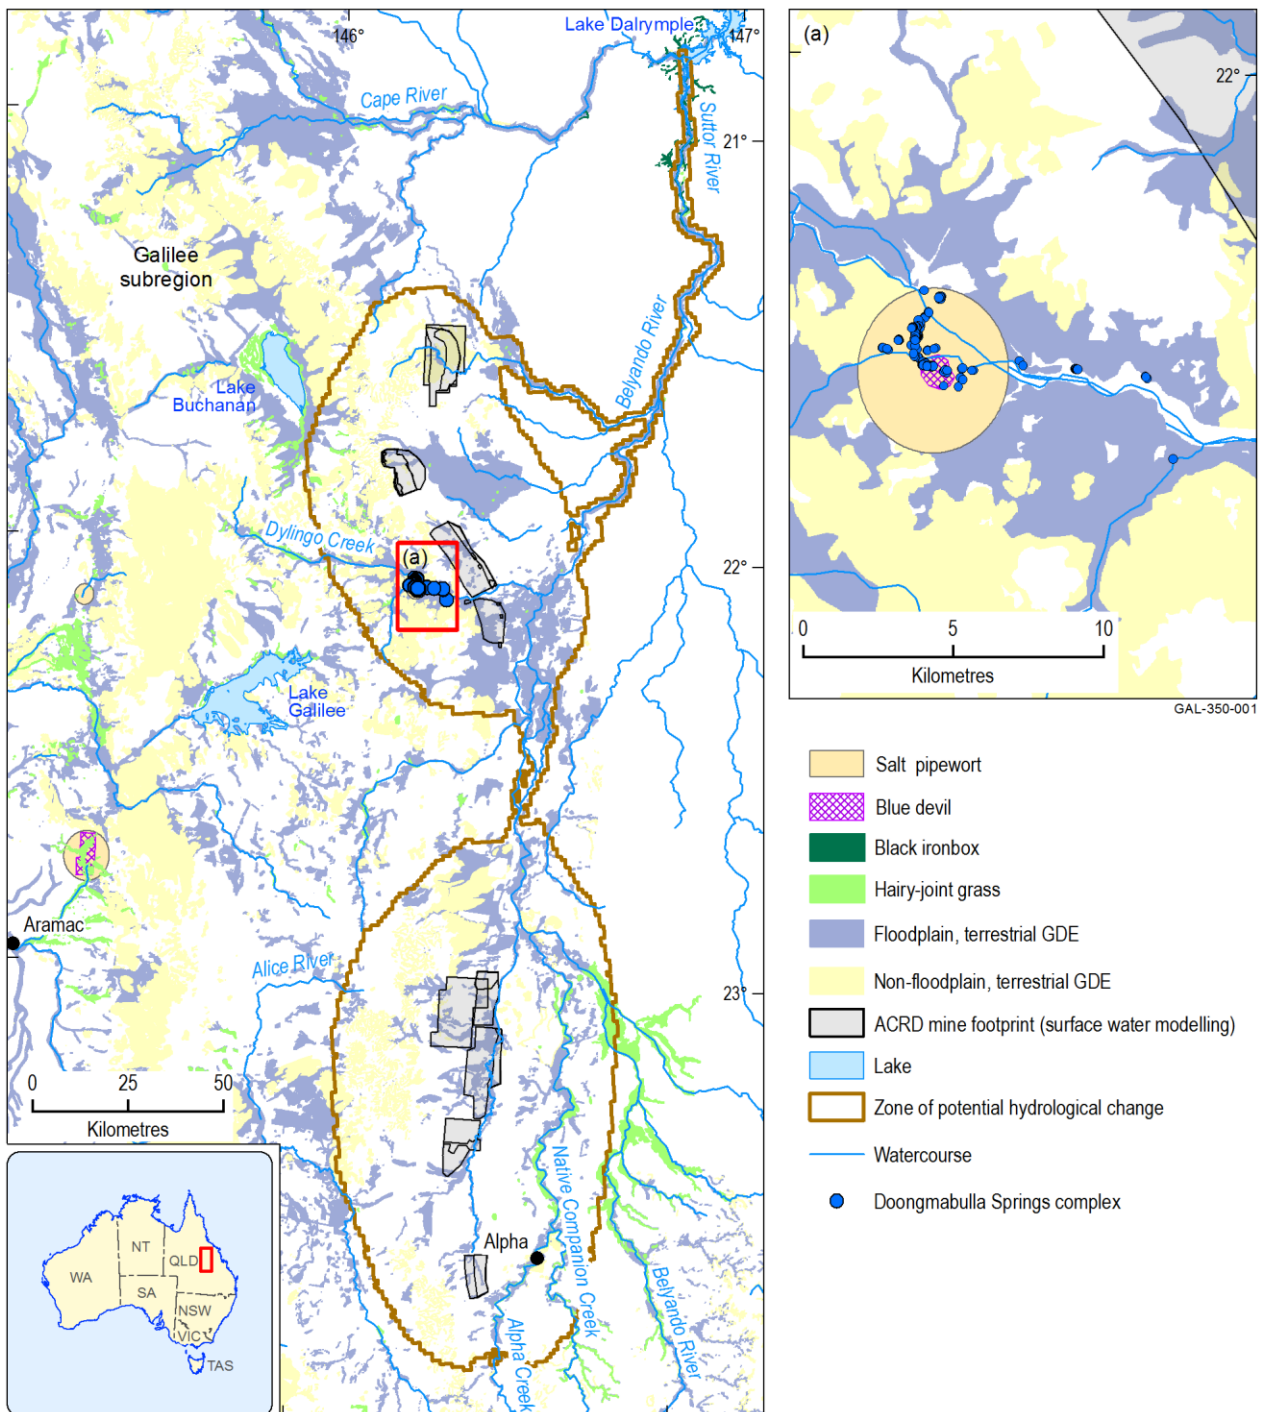 Lake Dalrymple
146°
147°
Cape River
Suttor River
21°
Galilee
subregion
Belyando River
Lake
Buchanan
Dylingo Creek
(a)
22°
Lake
Galilee
Aramac
Alice River
23°
0 25 50
Kilometres
Native Companion Creek
Alpha
Belyando River
Alpha Creek
NT
QLD
WA
SA
NSW
VIC
TAS
(a)
22°
0 5 10
Kilometres
GAL-350-001
Salt pipewort
Blue devil
Black ironbox
Hairy-joint grass
Floodplain, terrestrial GDE
Non-floodplain, terrestrial GDE
ACRD mine footprint (surface water modelling)
Lake
Zone of potential hydrological change
Watercourse
Doongmabulla Springs complex